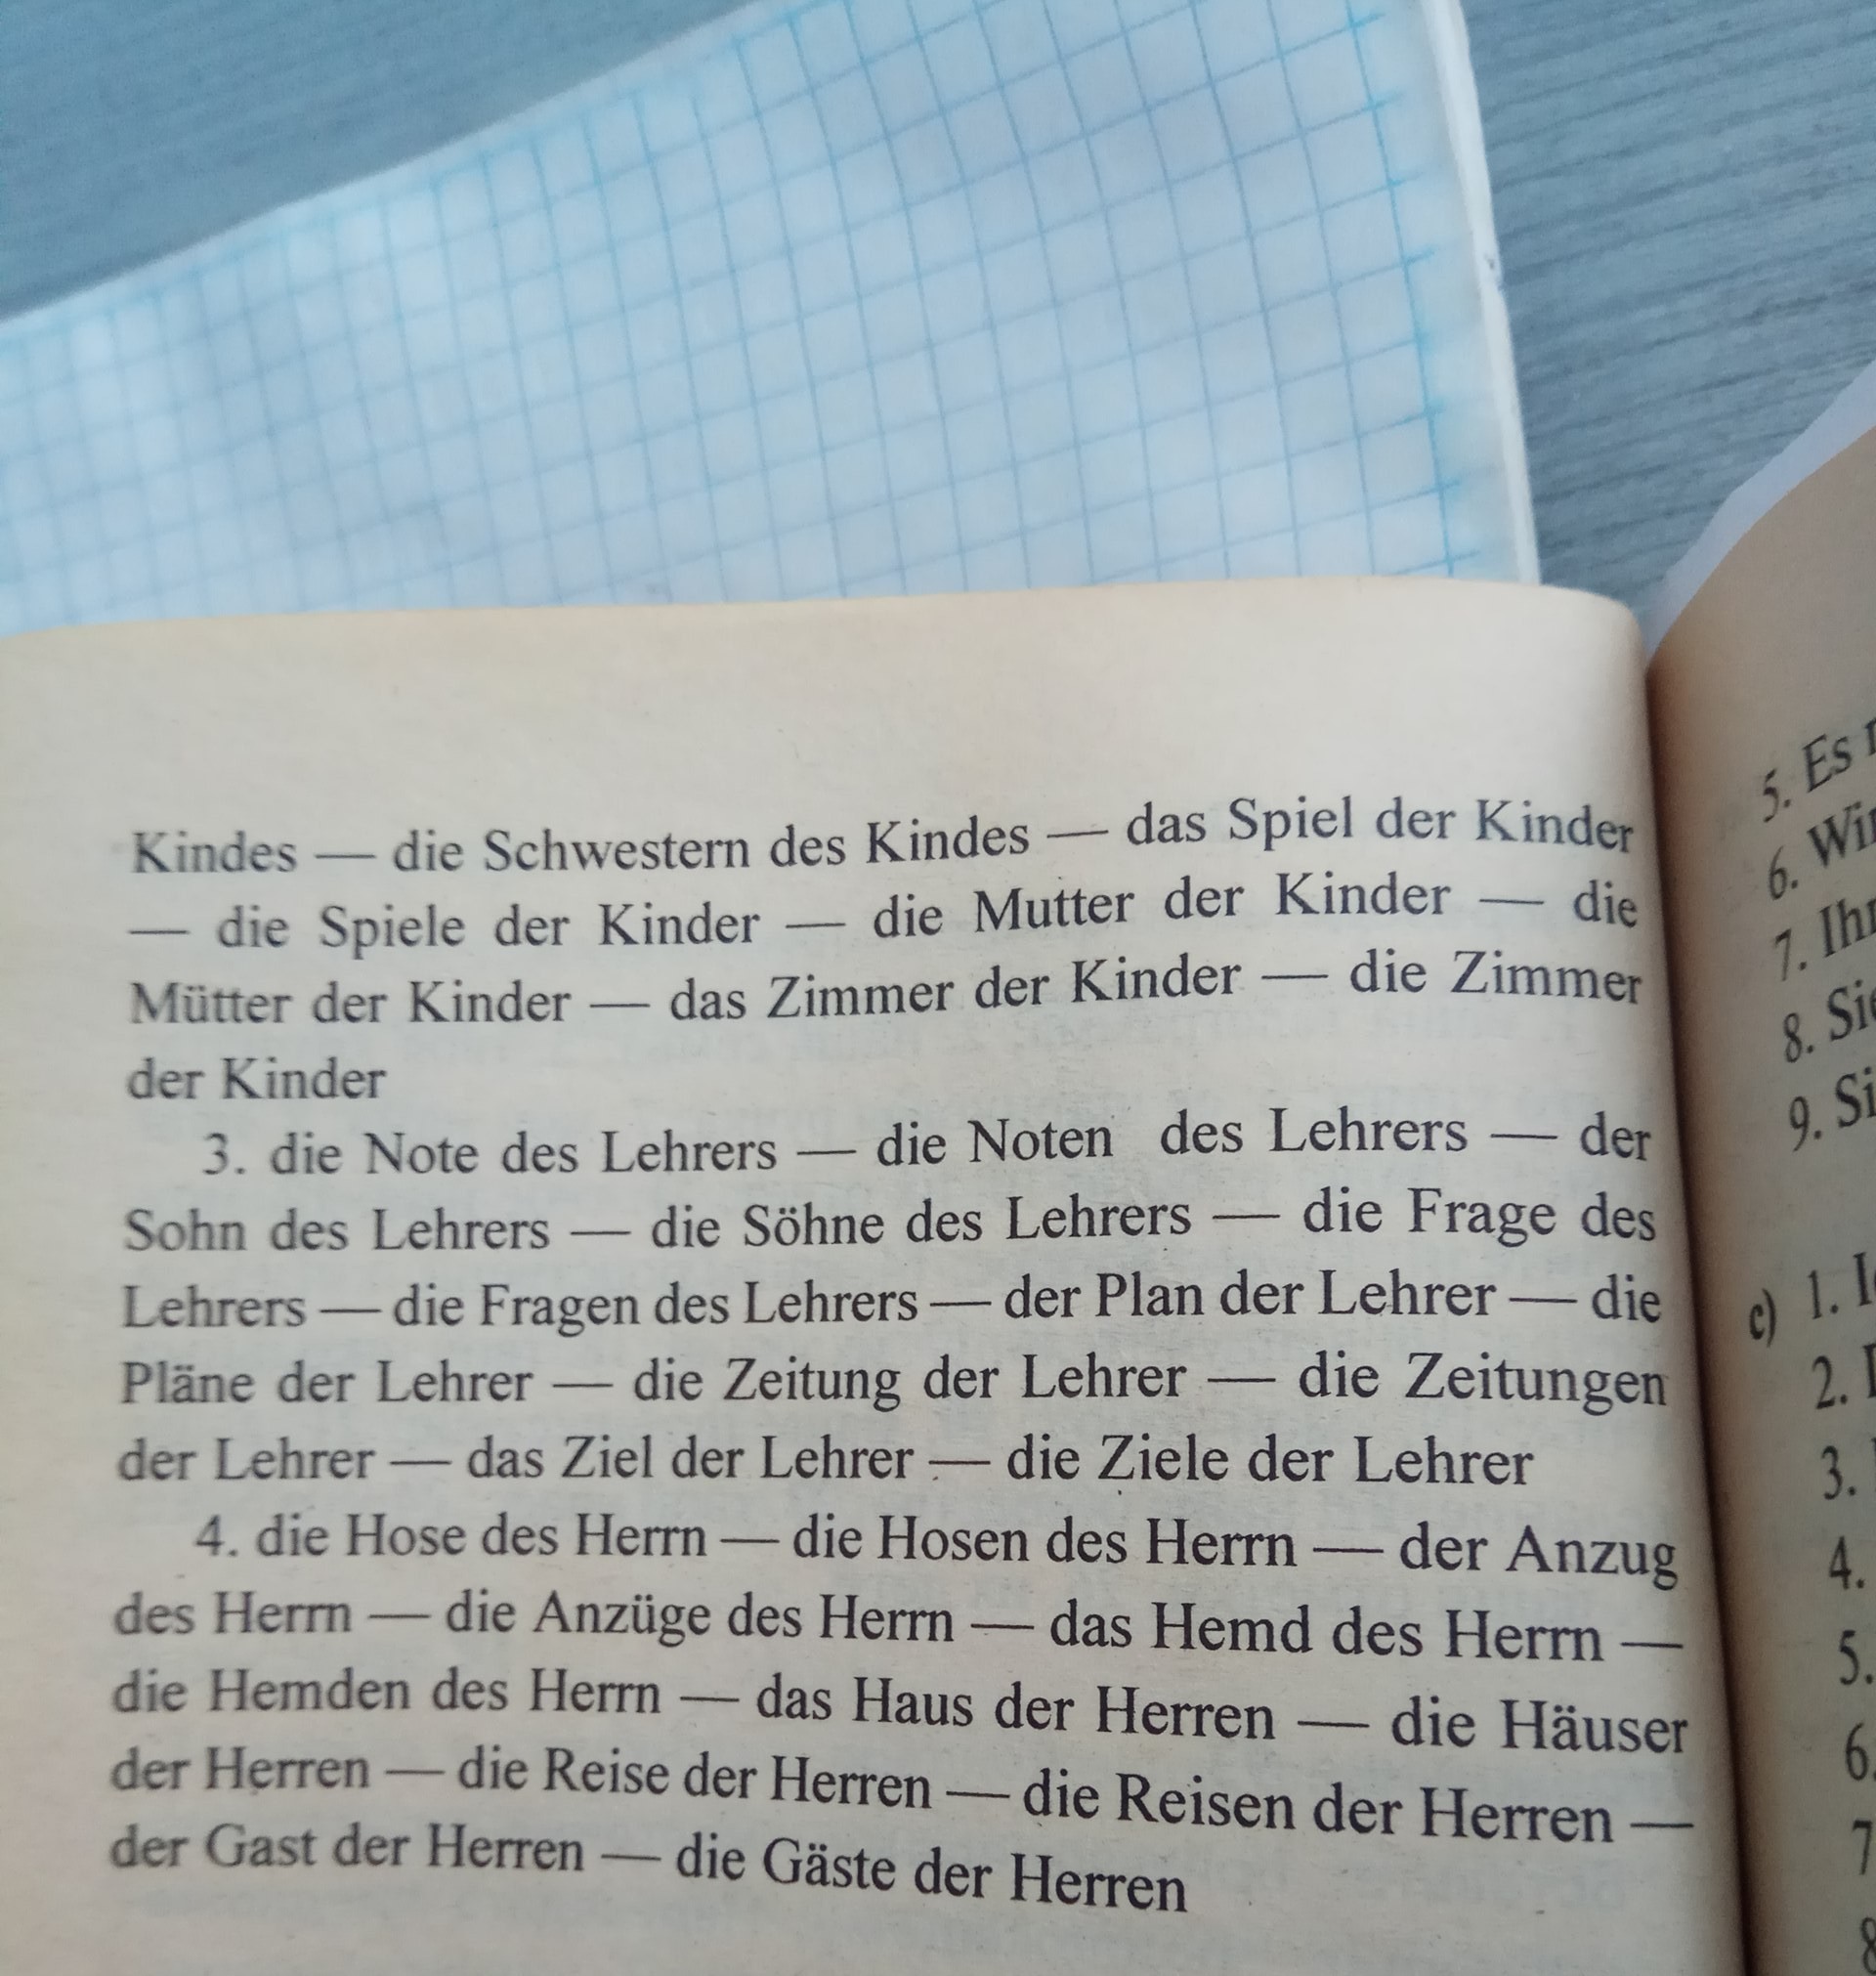 Kindes — die Schwestern des Kindes — das Spiel der Kinder
— die Spiele der Kinder — die Mutter der Kinder — die
Mütter der Kinder — das Zimmer der Kinder — die Zimmer
der Kinder
3. die Note des Lehrers — die Noten des Lehrers — der
Sohn des Lehrers — die Söhne des Lehrers — die Frage des
Lehrers — die Fragen des Lehrers — der Plan der Lehrer — die
Pläne der Lehrer — die Zeitung der Lehrer — die Zeitungen
der Lehrer — das Ziel der Lehrer — die Ziele der Lehrer
4. die Hose des Herrn — die Hosen des Herrn — der Anzug
des Herrn — die Anzüge des Herrn — das Hemd des Herrn —
die Hemden des Herrn — das Haus der Herren — die Häuser
der Herren — die Reise der Herren — die Reisen der Herren —
der Gast der Herren — die Gäste der Herren
5. Es
6.
7.
8.
9.
c) 1.
2.
3.
4.
5.
6.
7
8